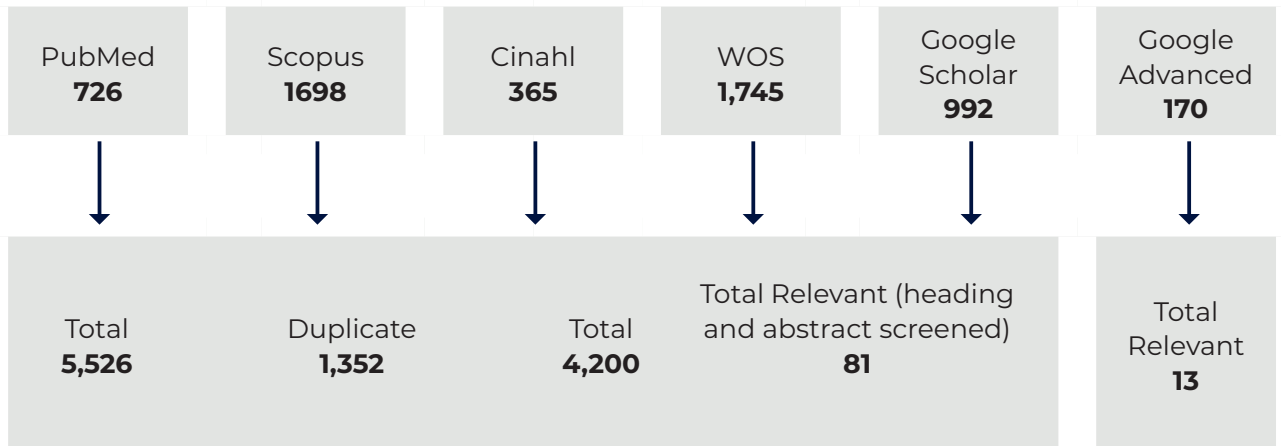 PubMed
726
Scopus
1698
Cinahl
365
WOS
1,745
Google
Scholar
992
Google
Advanced
170
Total
5,526
Duplicate
1,352
Total
4,200
Total Relevant (heading
and abstract screened)
81
Total
Relevant
13